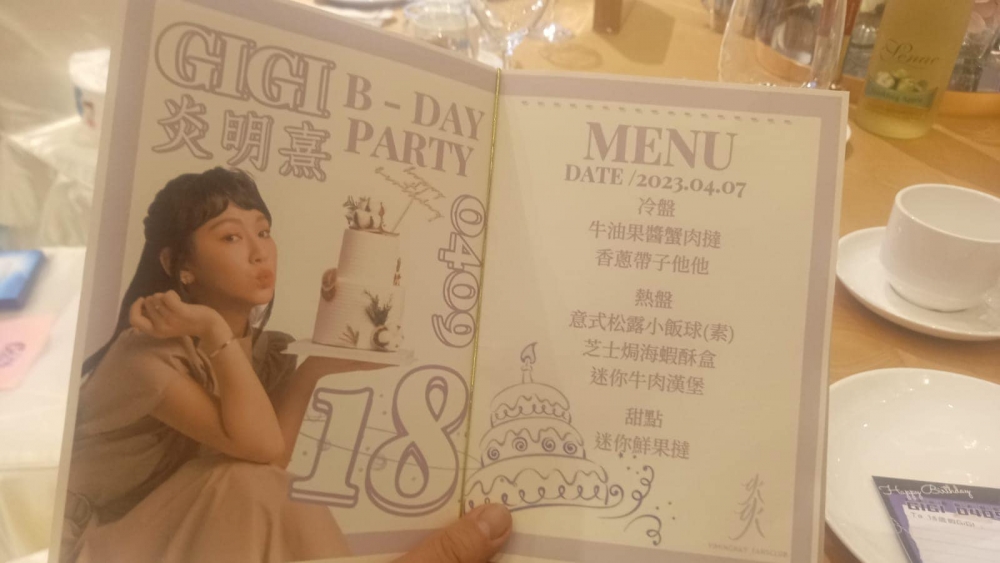 GIGI
炎明熹
B - DAY
PARTY
0409
18
MENU
DATE /2023.04.07
冷盤
牛油果醬蟹肉撻
香蔥帶子他他
熱盤
意式松露小飯球(素)
芝士焗海蝦酥盒
迷你牛肉漢堡
甜點
迷你鮮果撻
Happy Birthday